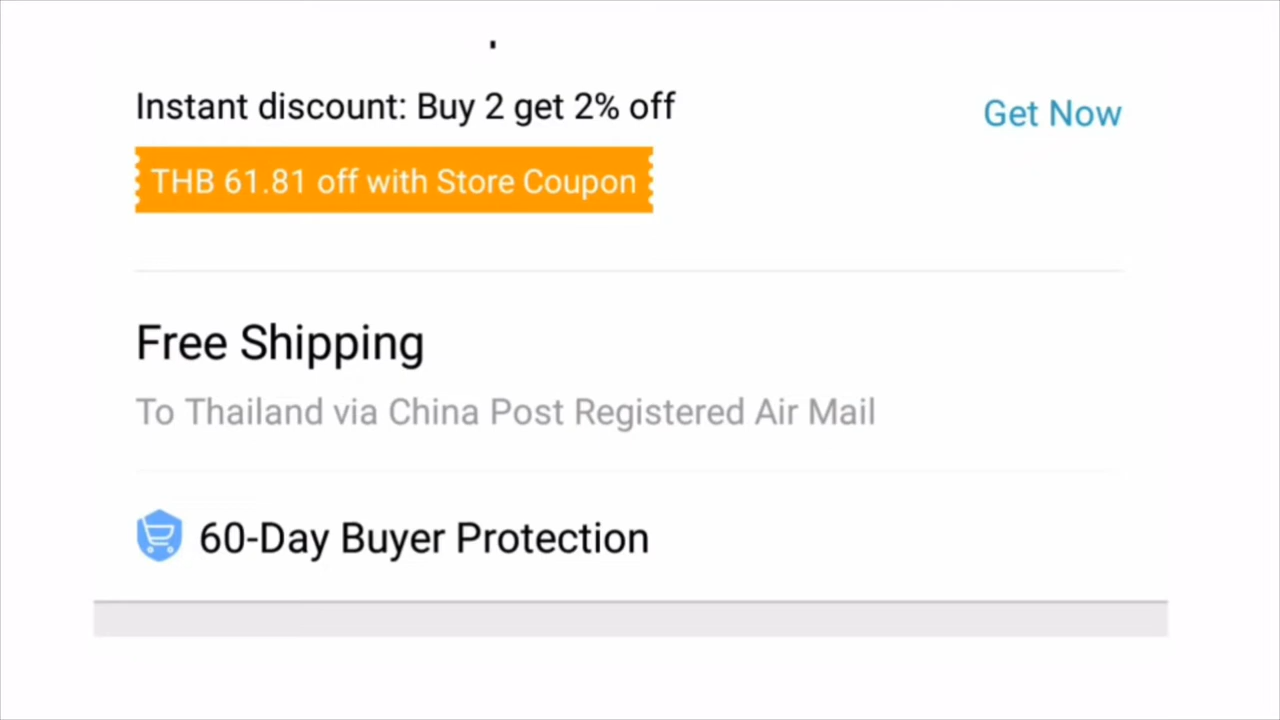 Instant discount: Buy 2 get 2% off
Get Now
THB 61.81 off with Store Coupon
Free Shipping
To Thailand via China Post Registered Air Mail
60-Day Buyer Protection